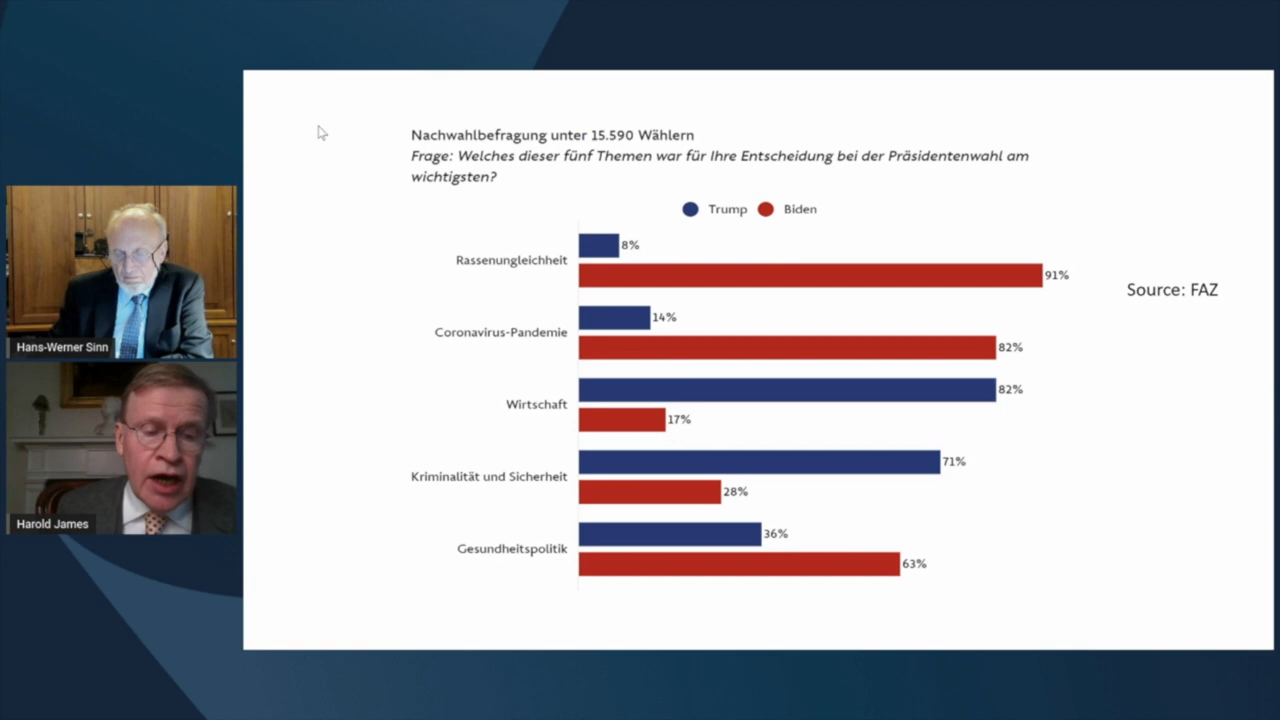 Nachwahlbefragung unter 15.590 Wählern
Frage: Welches dieser fünf Themen war für Ihre Entscheidung bei der Präsidentenwahl am
wichtigsten?
Trump Biden
Rassenungleichheit
8%
91%
Source: FAZ
Coronavirus-Pandemie
14%
82%
Wirtschaft
82%
17%
Kriminalität und Sicherheit
71%
28%
Gesundheitspolitik
36%
63%
Hans-Werner Sinn
Harold James